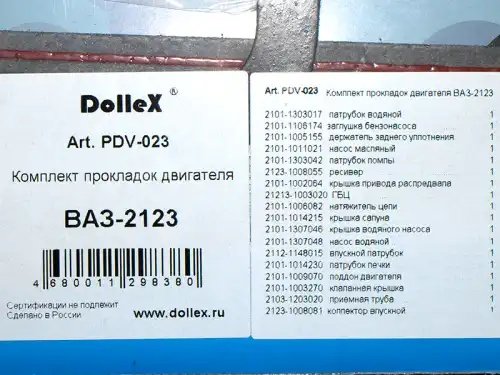 DolleX ®
Art. PDV-023
Комплект прокладок двигателя
ВАЗ-2123
4 680011 298380
Сертификации не подлежит
Сделано в России
www.dollex.ru
Art. PDV-023 Комплект прокладок двигателя ВАЗ-2123
2101-1303017 патрубок водяной 1
2101-1106174 заглушка бензонасоса 1
2101-1005155 держатель заднего уплотнения 1
2101-1011021 насос масляный 1
2101-1303042 патрубок помпы 1
2123-1008055 ресивер 1
2101-1002064 крышка привода распредвала 1
21213-1003020 ГБЦ 1
2101-1006082 натяжитель цепи 1
2101-1014215 крышка сапуна 1
2101-1307046 крышка водяного насоса 1
2101-1307048 насос водяной 1
2112-1148015 впускной патрубок 1
2101-1014230 патрубок печки 1
2101-1009070 поддон двигателя 1
2101-1003270 клапанная крышка 1
2103-1203020 приемная труба 1
2123-1008081 коллектор впускной 1